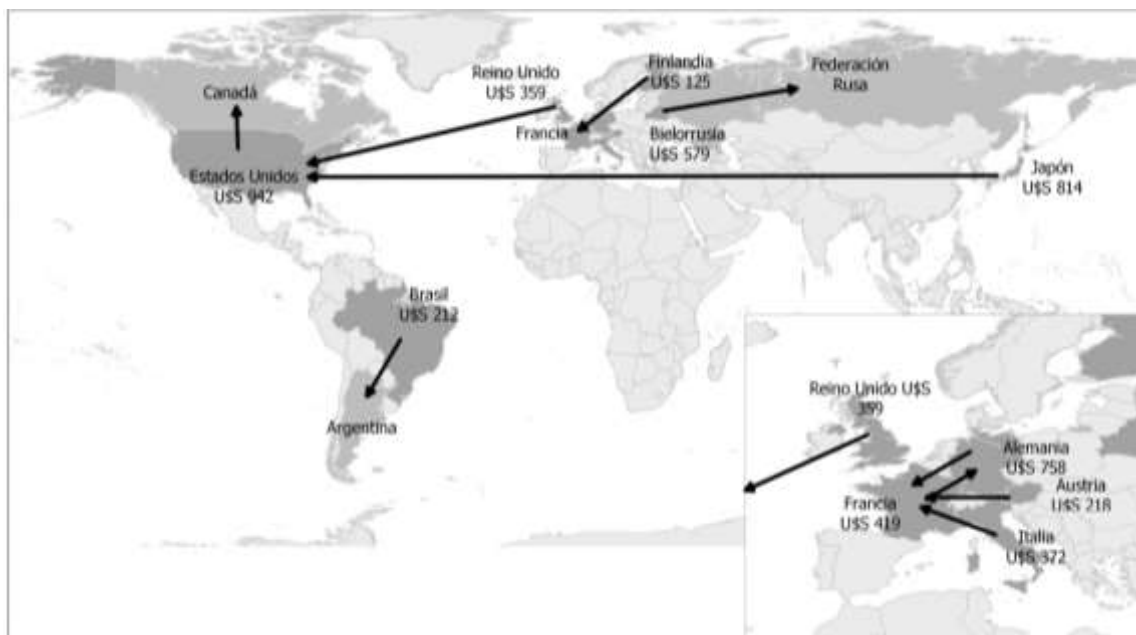 Canadá
Estados Unidos
U$S 942
Reino Unido
U$S 359
Finlandia
U$S 125
Francia
Federación
Rusa
Bielorrusia
U$S 579
Japón
U$S 814
Brasil
U$S 212
Argentina
Reino Unido U$S
359
Alemania
U$S 758
Austria
U$S 218
Francia
U$S 419
Italia
U$S 372